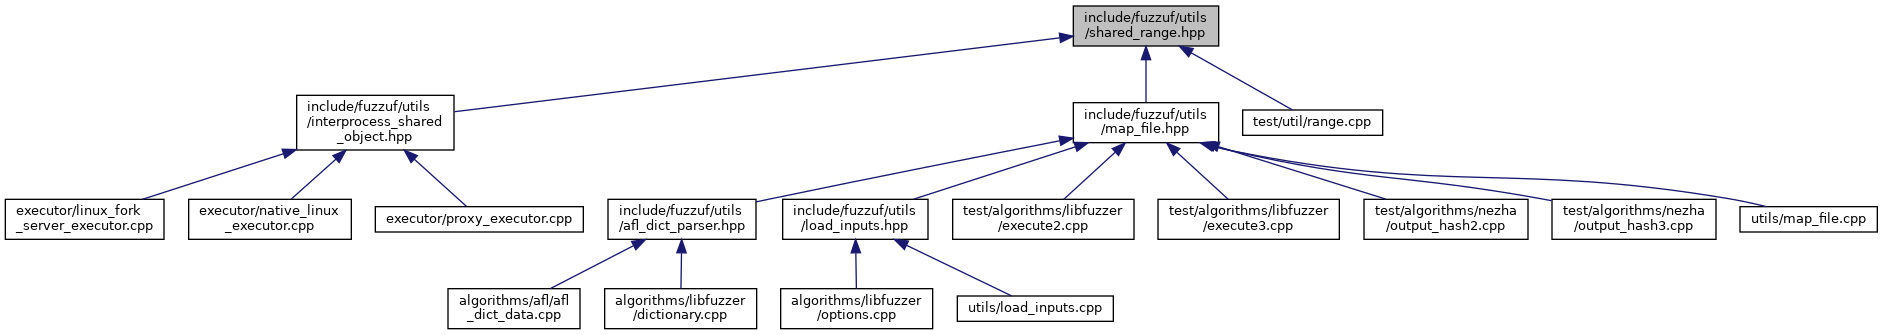 include/fuzzuf/utils
/shared_range.hpp
include/fuzzuf/utils
/interprocess_shared
_object.hpp
include/fuzzuf/utils
/map_file.hpp
test/util/range.cpp
executor/linux_fork
_server_executor.cpp
executor/native_linux
_executor.cpp
executor/proxy_executor.cpp
include/fuzzuf/utils
/afl_dict_parser.hpp
include/fuzzuf/utils
/load_inputs.hpp
test/algorithms/libfuzzer
/execute2.cpp
test/algorithms/libfuzzer
/execute3.cpp
test/algorithms/nezha
/output_hash2.cpp
test/algorithms/nezha
/output_hash3.cpp
utils/map_file.cpp
algorithms/afl/afl
_dict_data.cpp
algorithms/libfuzzer
/dictionary.cpp
algorithms/libfuzzer
/options.cpp
utils/load_inputs.cpp